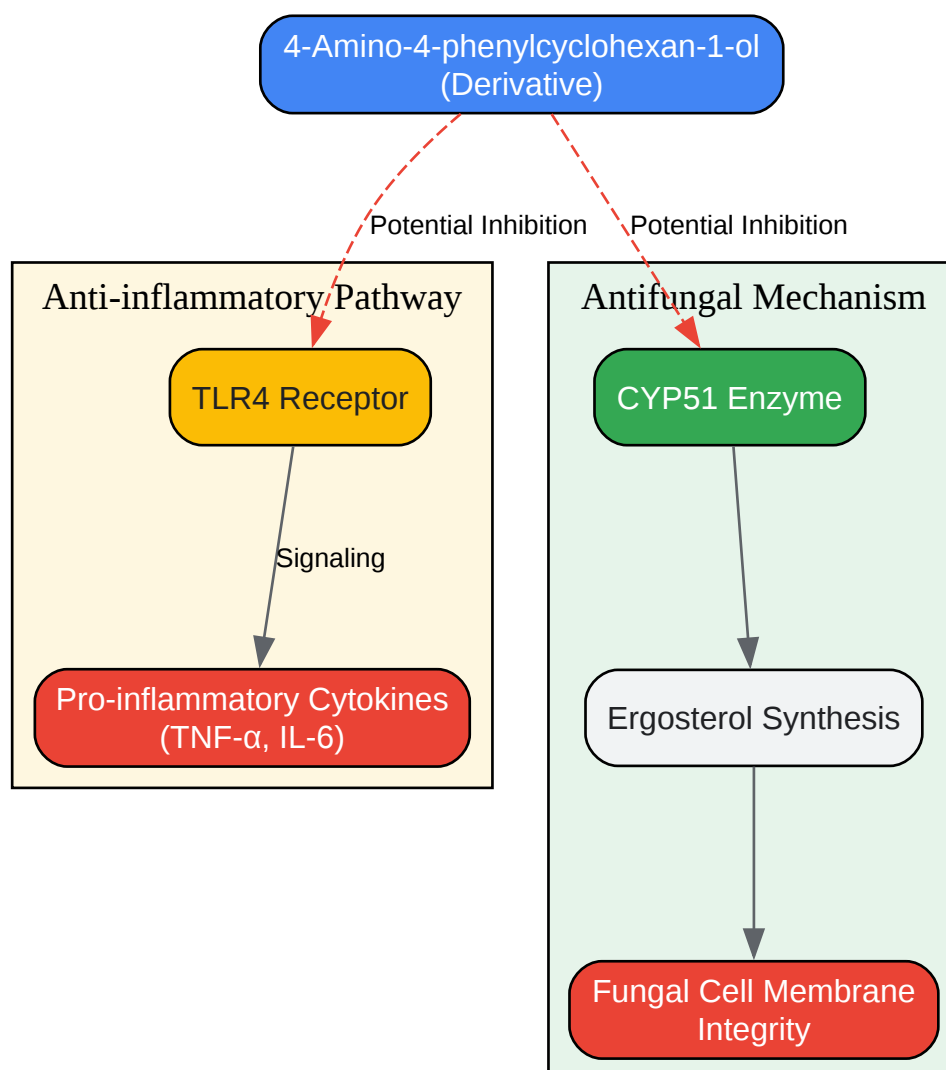 4-Amino-4-phenylcyclohexan-1-ol
(Derivative)
Potential Inhibition
Potential Inhibition
Anti-inflammatory Pathway
TLR4 Receptor
Signaling
Pro-inflammatory Cytokines
(TNF-α, IL-6)
Antifungal Mechanism
CYP51 Enzyme
Ergosterol Synthesis
Fungal Cell Membrane
Integrity